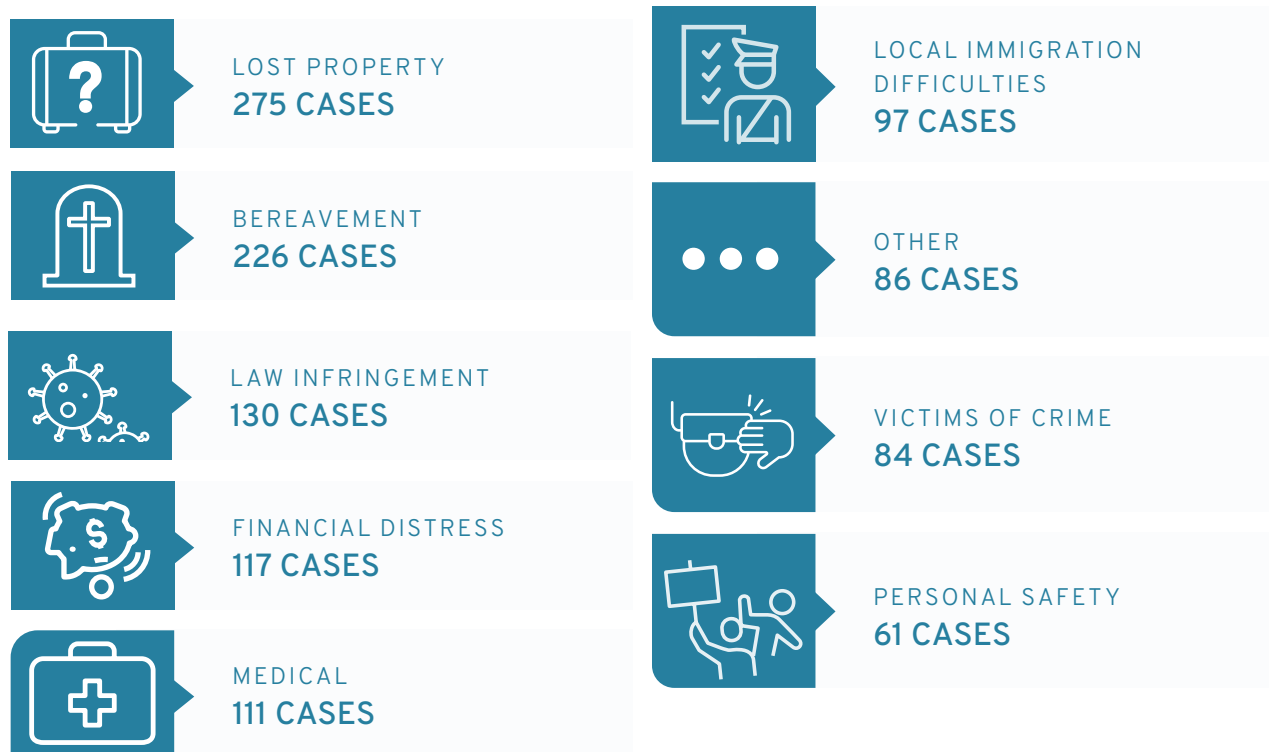 LOST PROPERTY
275 CASES
BEREAVEMENT
226 CASES
LAW INFRINGEMENT
130 CASES
FINANCIAL DISTRESS
117 CASES
MEDICAL
111 CASES
LOCAL IMMIGRATION
DIFFICULTIES
97 CASES
OTHER
86 CASES
VICTIMS OF CRIME
84 CASES
PERSONAL SAFETY
61 CASES